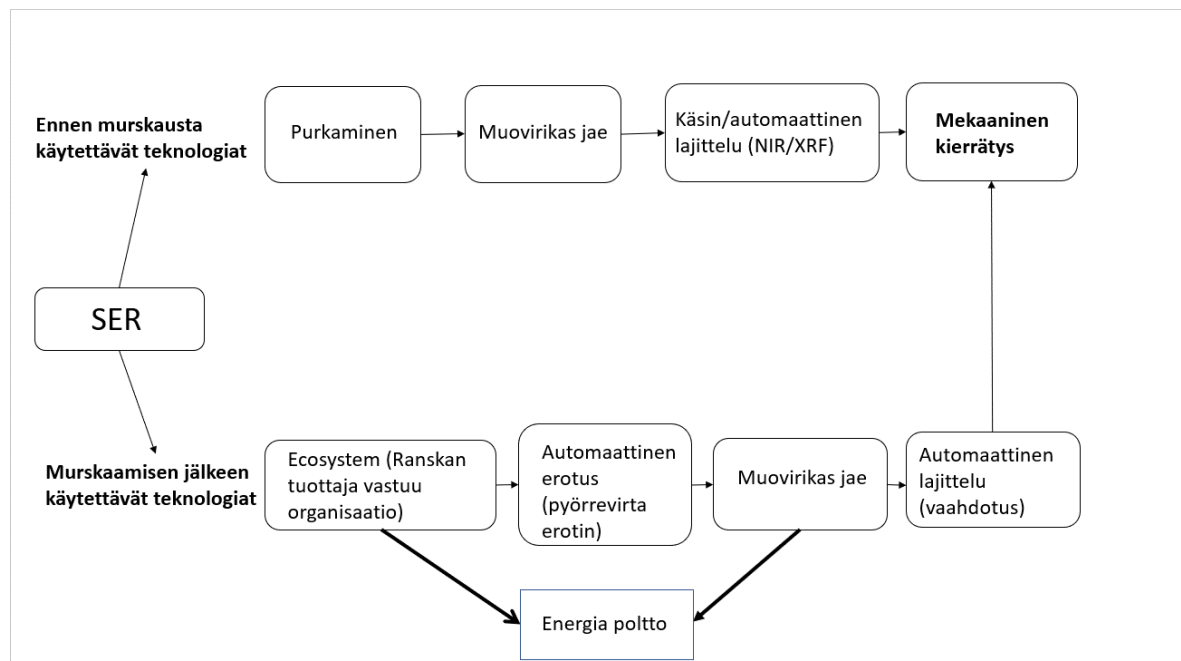 Ennen murskausta
käytettävät teknologiat
Purkaminen
Muovirikas jae
Käsin/automaattinen
lajittelu (NIR/XRF)
Mekaaninen
kierrätys
SER
Murskaamisen jälkeen
käytettävät teknologiat
Ecosystem (Ranskan
tuottaja vastuu
organisaatio)
Automaattinen
erotus
(pyörrevirta
erotin)
Muovirikas jae
Automaattinen
lajittelu
(vaahdotus)
Energia poltto